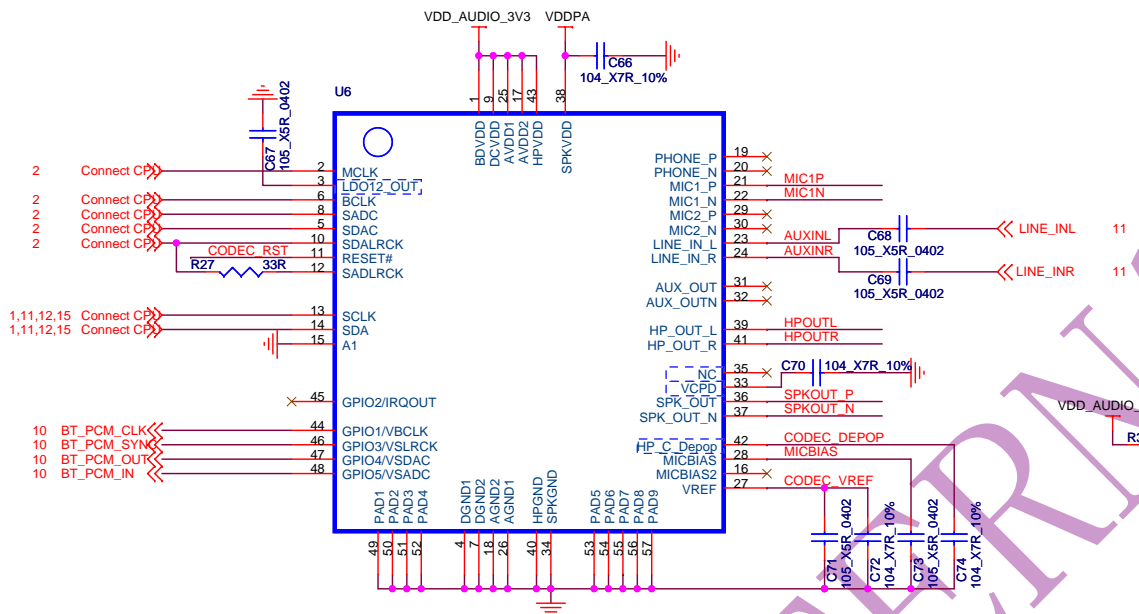 VDD_AUDIO_3V3 VDDPA
C66
104_X7R_10%
U6
C67
105_X5R_0402
1
9
25
17
43
38
BDVDD
DCVDD
AVDD1
AVDD2
HPVDD
SPKVDD
2 Connect CPU 2 MCLK
3 LDO12_OUT
2 Connect CPU 6 BCLK
2 Connect CPU 8 SADC
2 Connect CPU 5 SDAC
2 Connect CPU 10 SDALRCK
CODEC_RST 11 RESET#
R27 33R 12 SADLRCK
1,11,12,15 Connect CPU 13 SCLK
1,11,12,15 Connect CPU 14 SDA
15 A1
45 GPIO2/IRQOUT
10 BT_PCM_CLK 44 GPIO1/VBCLK
10 BT_PCM_SYNC 46 GPIO3/VSLRCK
10 BT_PCM_OUT 47 GPIO4/VSDAC
10 BT_PCM_IN 48 GPIO5/VSADC
PHONE_P 19
PHONE_N 20
MIC1_P 21 MIC1P
MIC1_N 22 MIC1N
MIC2_P 29
MIC2_N 30
LINE_IN_L 23 AUXINL
C68
105_X5R_0402
LINE_INL 11
LINE_IN_R 24 AUXINR
C69
105_X5R_0402
LINE_INR 11
AUX_OUT 31
AUX_OUTN 32
HP_OUT_L 39 HPOUTL
HP_OUT_R 41 HPOUTR
NC 35
C70 104_X7R_10%
VCPD 33
SPK_OUT 36 SPKOUT_P
SPK_OUT_N 37 SPKOUT_N
HP_C_Depop 42 CODEC_DEPOP
MICBIAS 28 MICBIAS
MICBIAS2 16
VREF 27 CODEC_VREF
VDD_AUDIO_
R3
PAD1
PAD2
PAD3
PAD4
DGND1
DGND2
AGND2
AGND1
HPGND
SPKGND
PAD5
PAD6
PAD7
PAD8
PAD9
49
50
51
52
4
7
18
26
40
34
53
54
55
56
57
C71
105_X5R_0402
C72
104_X7R_10%
C73
105_X5R_0402
C74
104_X7R_10%
ERN